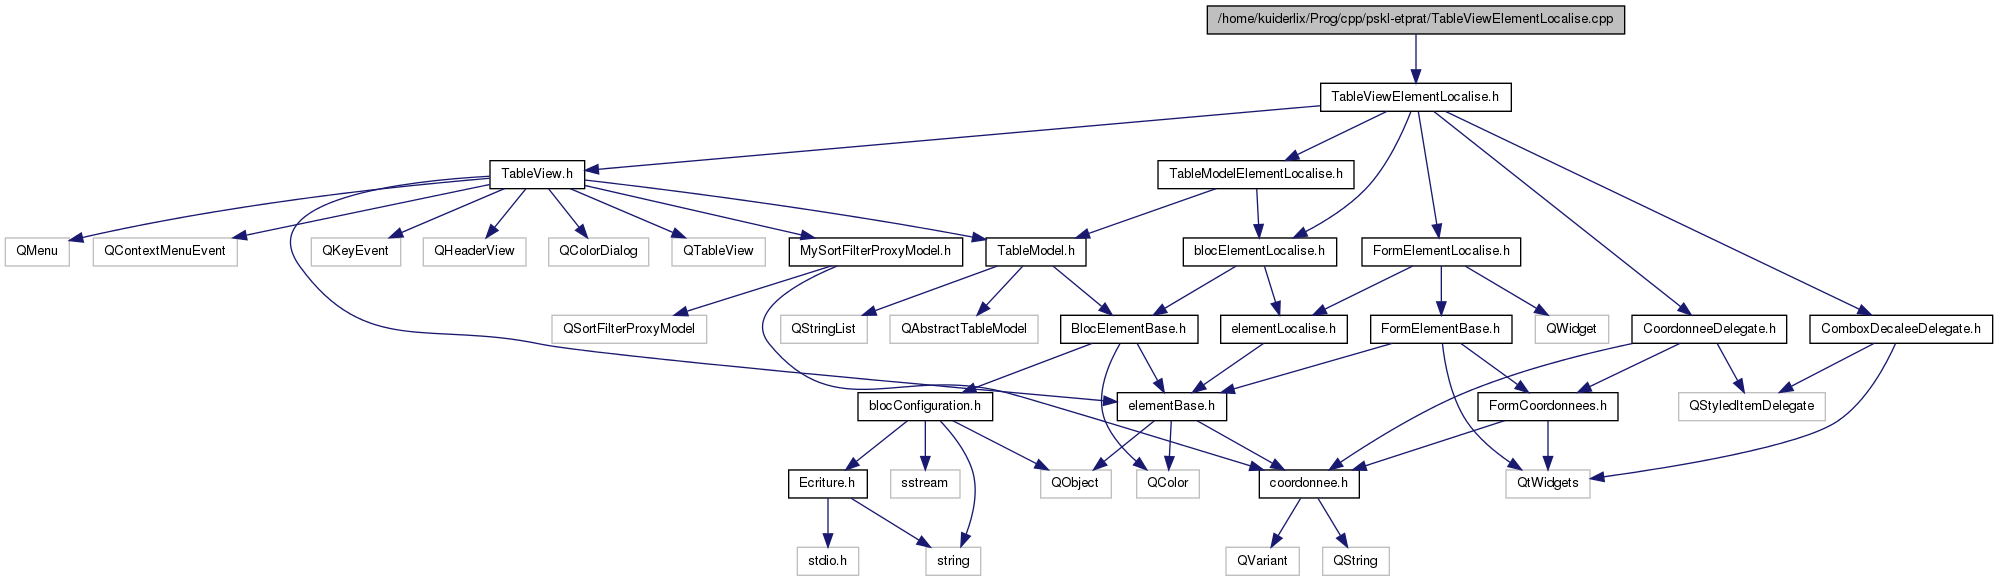 /home/kuiderlix/Prog/cpp/pskl-etprat/TableViewElementLocalise.cpp
TableViewElementLocalise.h
TableView.h
TableModelElementLocalise.h
QMenu
QContextMenuEvent
QKeyEvent
QHeaderView
QColorDialog
QTableView
MySortFilterProxyModel.h
TableModel.h
blocElementLocalise.h
FormElementLocalise.h
QSortFilterProxyModel
QStringList
QAbstractTableModel
BlocElementBase.h
elementLocalise.h
FormElementBase.h
QWidget
CoordonneeDelegate.h
ComboxDecaleeDelegate.h
blocConfiguration.h
elementBase.h
FormCoordonnees.h
QStyledItemDelegate
Ecriture.h
sstream
QObject
QColor
coordonnee.h
QtWidgets
stdio.h
string
QVariant
QString